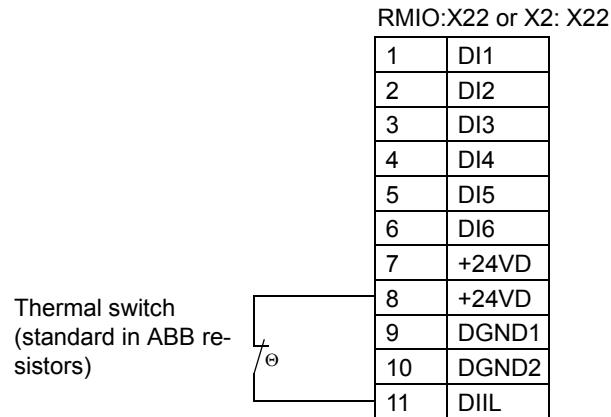 RMIO:X22 or X2: X22
1 DI1
2 DI2
3 DI3
4 DI4
5 DI5
6 DI6
7 +24VD
8 +24VD
9 DGND1
10 DGND2
11 DIIL
Thermal switch
(standard in ABB re-
sistors)
Θ